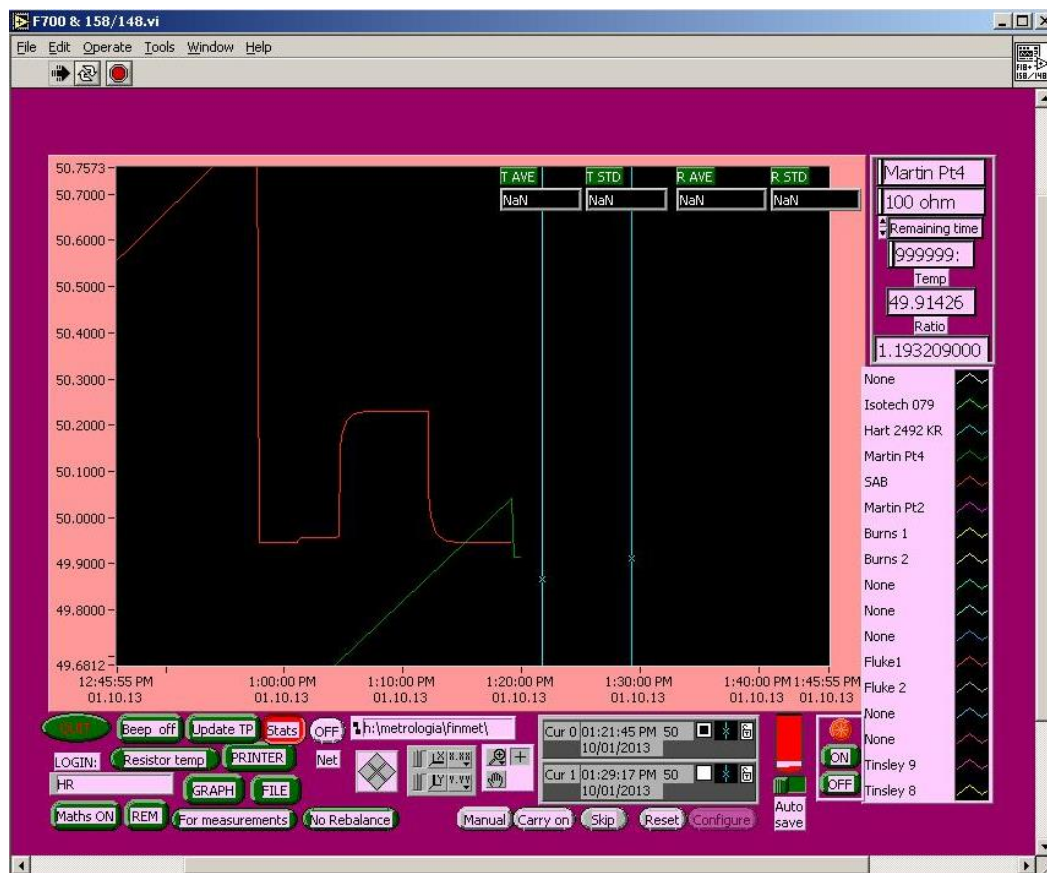 F700 & 158/148.vi
File Edit Operate Tools Window Help
FIB+
158/148
50.7573
50.7000
50.6000
50.5000
50.4000
50.3000
50.2000
50.1000
50.0000
49.9000
49.8000
49.6812
T AVE T STD R AVE R STD
NaN NaN NaN NaN
12:45:55 PM 1:00:00 PM 1:10:00 PM 1:20:00 PM 1:30:00 PM 1:40:00 PM 1:45:55 PM
01.10.13 01.10.13 01.10.13 01.10.13 01.10.13 01.10.13 01.10.13
Martin Pt4
100 ohm
Remaining time
999999:
Temp
49.91426
Ratio
1.193209000
None
Isotech 079
Hart 2492 KR
Martin Pt4
SAB
Martin Pt2
Burns 1
Burns 2
None
None
None
Fluke1
Fluke 2
None
None
Tinsley 9
Tinsley 8
QUIT Beep off Update TP Stats OFF h:\metrologia\finmet\
LOGIN: Resistor temp PRINTER Net
HR GRAPH FILE
Maths ON REM For measurements No Rebalance
X X.XX
Y Y.YY
Cur 0 01:21:45 PM 50
10/01/2013
Cur 1 01:29:17 PM 50
10/01/2013
Manual Carry on Skip Reset Configure
Auto
save
ON
OFF